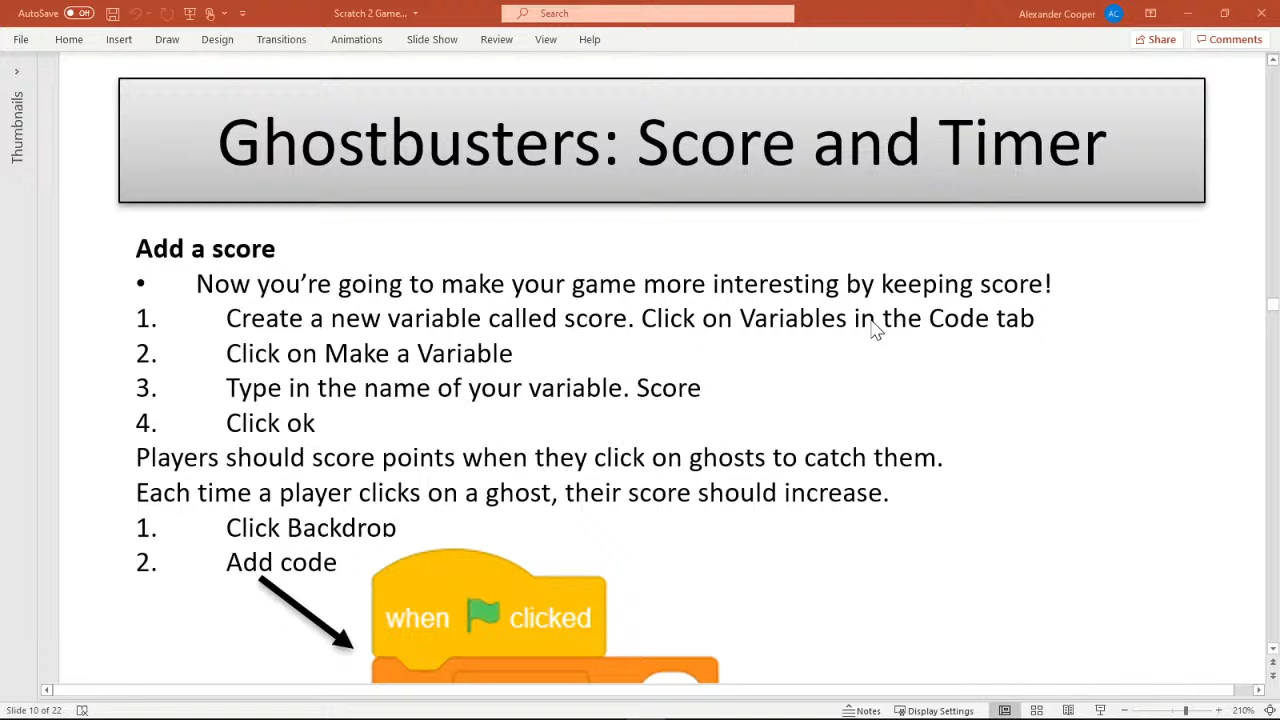 AutoSave Off Scratch 2 Game... Search Alexander Cooper AC
File Home Insert Draw Design Transitions Animations Slide Show Review View Help Share Comments
Thumbnails
Ghostbusters: Score and Timer
Add a score
• Now you’re going to make your game more interesting by keeping score!
1. Create a new variable called score. Click on Variables in the Code tab
2. Click on Make a Variable
3. Type in the name of your variable. Score
4. Click ok
Players should score points when they click on ghosts to catch them.
Each time a player clicks on a ghost, their score should increase.
1. Click Backdrop
2. Add code
when clicked
Slide 10 of 22 Notes Display Settings 210%